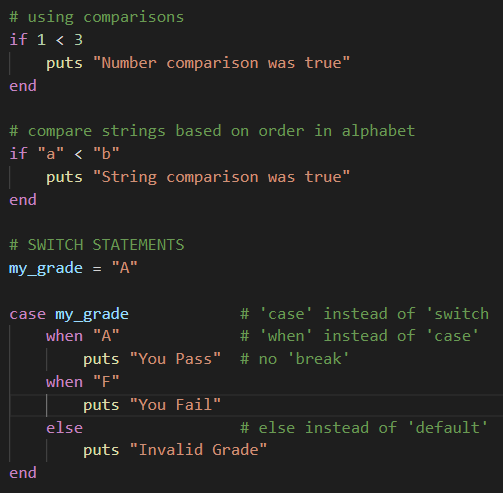 # using comparisons
if 1 < 3
    puts "Number comparison was true"
end

# compare strings based on order in alphabet
if "a" < "b"
    puts "String comparison was true"
end

# SWITCH STATEMENTS
my_grade = "A"

case my_grade            # 'case' instead of 'switch
    when "A"             # 'when' instead of 'case'
        puts "You Pass"  # no 'break'
    when "F"
        puts "You Fail"
    else                 # else instead of 'default'
        puts "Invalid Grade"
end